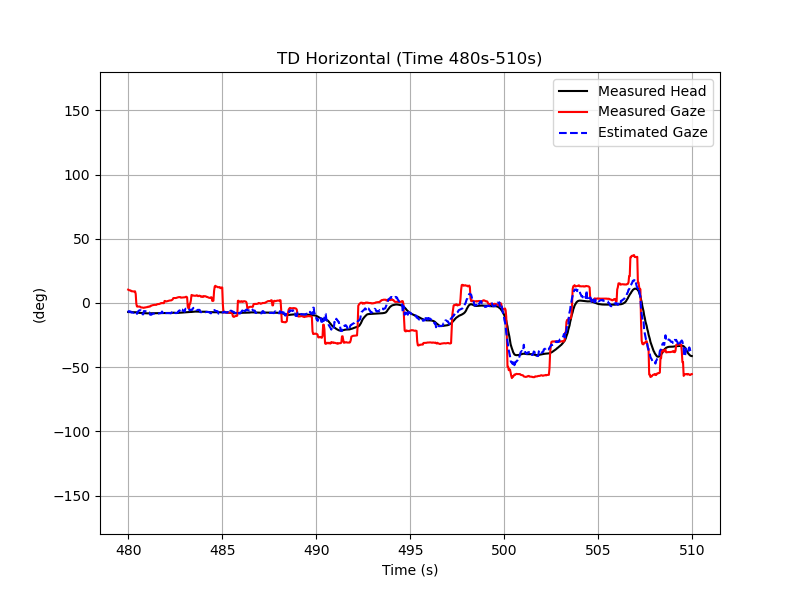 TD Horizontal (Time 480s-510s)
Measured Head
Measured Gaze
Estimated Gaze
150
100
50
0
−50
−100
−150
(deg)
480
485
490
495
500
505
510
Time (s)